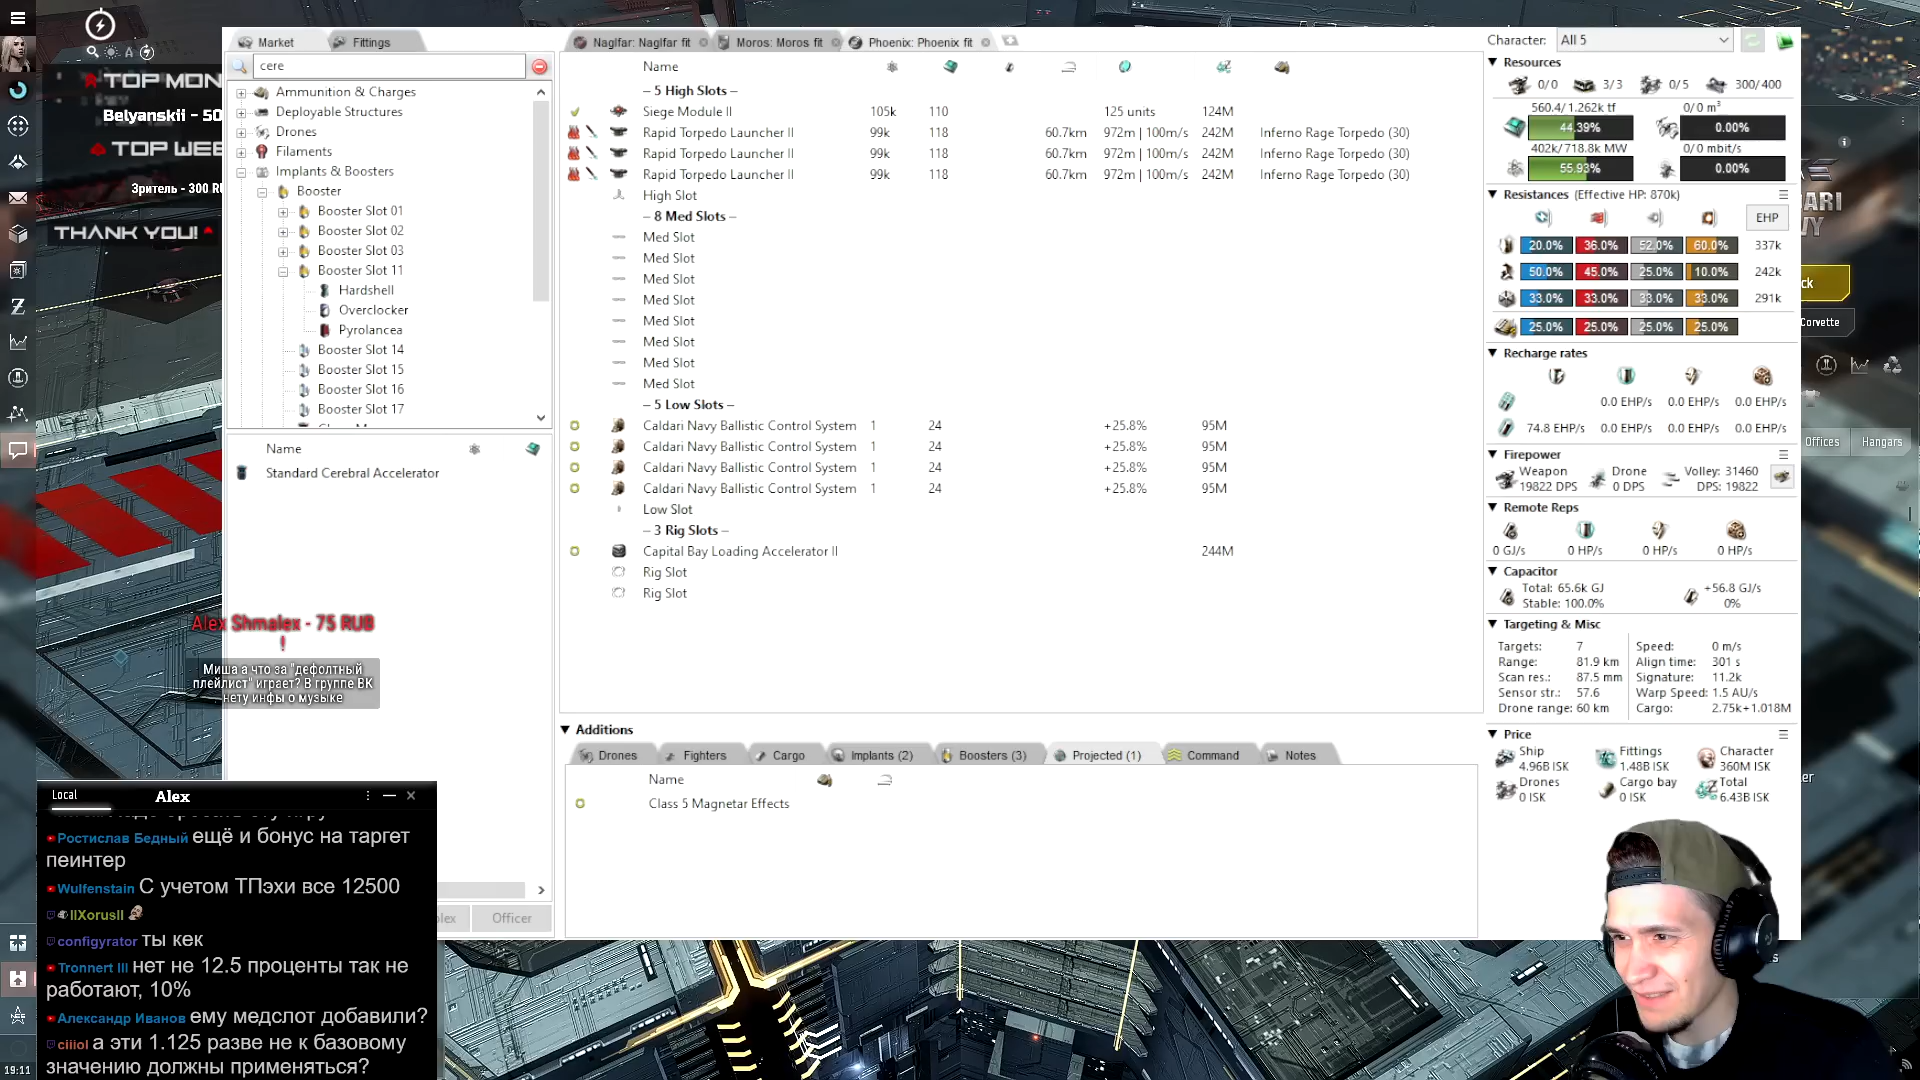 TOP MON
Belyanskii - 50
TOP WEE
Зритель - 300 RU
THANK YOU!
Market
Fittings
cere
Ammunition & Charges
Deployable Structures
Drones
Filaments
Implants & Boosters
Booster
Booster Slot 01
Booster Slot 02
Booster Slot 03
Booster Slot 11
Hardshell
Overclocker
Pyrolancea
Booster Slot 14
Booster Slot 15
Booster Slot 16
Booster Slot 17
Name
Standard Cerebral Accelerator
Alex Shmalex - 75 RUB
!
Миша а что за "дефолтный
плейлист" играет? В группе ВК
нету инфы о музыке
Officer
Naglfar: Naglfar fit
Moros: Moros fit
Phoenix: Phoenix fit
Name
– 5 High Slots –
Siege Module II 105k 110 125 units 124M
Rapid Torpedo Launcher II 99k 118 60.7km 972m | 100m/s 242M Inferno Rage Torpedo (30)
Rapid Torpedo Launcher II 99k 118 60.7km 972m | 100m/s 242M Inferno Rage Torpedo (30)
Rapid Torpedo Launcher II 99k 118 60.7km 972m | 100m/s 242M Inferno Rage Torpedo (30)
High Slot
– 8 Med Slots –
Med Slot
Med Slot
Med Slot
Med Slot
Med Slot
Med Slot
Med Slot
Med Slot
– 5 Low Slots –
Caldari Navy Ballistic Control System 1 24 +25.8% 95M
Caldari Navy Ballistic Control System 1 24 +25.8% 95M
Caldari Navy Ballistic Control System 1 24 +25.8% 95M
Caldari Navy Ballistic Control System 1 24 +25.8% 95M
Low Slot
– 3 Rig Slots –
Capital Bay Loading Accelerator II 244M
Rig Slot
Rig Slot
Additions
Drones
Fighters
Cargo
Implants (2)
Boosters (3)
Projected (1)
Command
Notes
Name
Class 5 Magnetar Effects
Character: All 5
Resources
0/0 3/3 0/5 300/400
560.4/1.262k tf 0/0 m³
44.39% 0.00%
402k/718.8k MW 0/0 mbit/s
55.93% 0.00%
Resistances (Effective HP: 870k)
EHP
20.0% 36.0% 52.0% 60.0% 337k
50.0% 45.0% 25.0% 10.0% 242k
33.0% 33.0% 33.0% 33.0% 291k
25.0% 25.0% 25.0% 25.0%
Recharge rates
0.0 EHP/s 0.0 EHP/s 0.0 EHP/s
74.8 EHP/s 0.0 EHP/s 0.0 EHP/s 0.0 EHP/s
Firepower
Weapon Drone Volley: 31460
19822 DPS 0 DPS DPS: 19822
Remote Reps
0 GJ/s 0 HP/s 0 HP/s 0 HP/s
Capacitor
Total: 65.6k GJ +56.8 GJ/s
Stable: 100.0% 0%
Targeting & Misc
Targets: 7 Speed: 0 m/s
Range: 81.9 km Align time: 301 s
Scan res.: 87.5 mm Signature: 11.2k
Sensor str.: 57.6 Warp Speed: 1.5 AU/s
Drone range: 60 km Cargo: 2.75k+1.018M
Price
Ship Fittings Character
4.96B ISK 1.48B ISK 360M ISK
Drones Cargo bay Total
0 ISK 0 ISK 6.43B ISK
Corvette
Offices
Hangars
Local
Alex
Ростислав Бедный ещё и бонус на таргет
пеинтер
Wulfenstain С учетом ТПэхи все 12500
IlXorusIl
configyrator ты кек
Tronnert III нет не 12.5 проценты так не
работают, 10%
Александр Иванов ему медслот добавили?
ciiiol а эти 1.125 разве не к базовому
значению должны применяться?
19:11